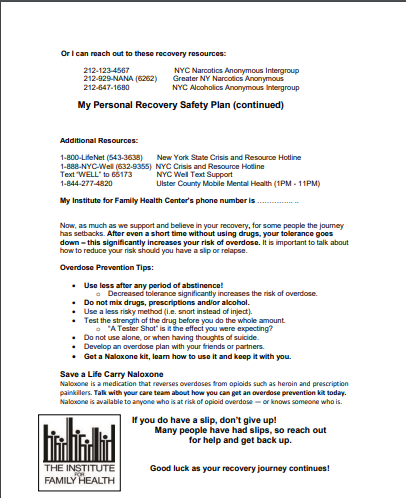 Or I can reach out to these recovery resources:
212-123-4567 NYC Narcotics Anonymous Intergroup
212-929-NANA (6262) Greater NY Narcotics Anonymous
212-647-1680 NYC Alcoholics Anonymous Intergroup
My Personal Recovery Safety Plan (continued)
Additional Resources:
1-800-LifeNet (543-3638) New York State Crisis and Resource Hotline
1-888-NYC-Well (632-9355) NYC Crisis and Resource Hotline
Text "WELL" to 65173 NYC Well Text Support
1-844-277-4820 Ulster County Mobile Mental Health (1PM - 11PM)
My Institute for Family Health Center's phone number is ……………. ..
Now, as much as we support and believe in your recovery, for some people the journey
has setbacks. After even a short time without using drugs, your tolerance goes
down – this significantly increases your risk of overdose. It is important to talk about
how to reduce your risk should you have a slip or relapse.
Overdose Prevention Tips:
• Use less after any period of abstinence!
o Decreased tolerance significantly increases the risk of overdose.
• Do not mix drugs, prescriptions and/or alcohol.
• Use a less risky method (i.e. snort instead of inject).
• Test the strength of the drug before you do the whole amount.
o "A Tester Shot" is it the effect you were expecting?
• Do not use alone, or when having thoughts of suicide.
• Develop an overdose plan with your friends or partners.
• Get a Naloxone kit, learn how to use it and keep it with you.
Save a Life Carry Naloxone
Naloxone is a medication that reverses overdoses from opioids such as heroin and prescription
painkillers. Talk with your care team about how you can get an overdose prevention kit today.
Naloxone is available to anyone who is at risk of opioid overdose — or knows someone who is.
If you do have a slip, don't give up!
Many people have had slips, so reach out
for help and get back up.
Good luck as your recovery journey continues!
THE INSTITUTE
FOR
FAMILY HEALTH